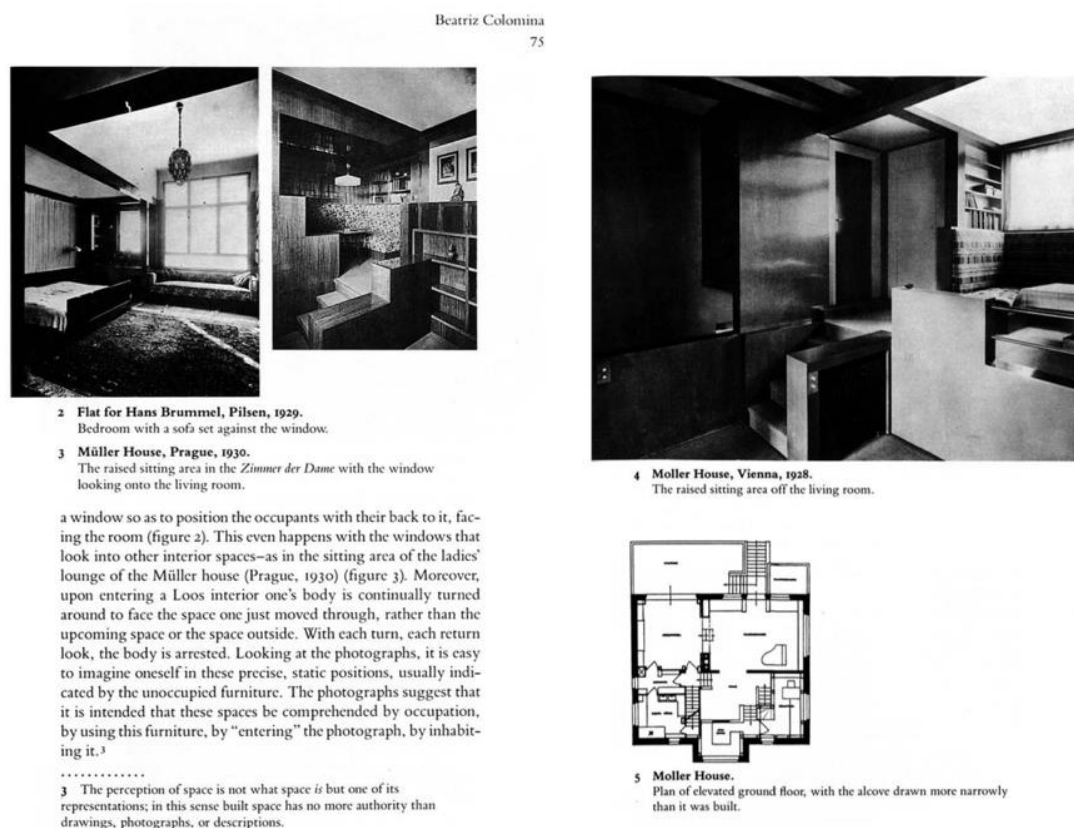 Beatriz Colomina
75
2 Flat for Hans Brummel, Pilsen, 1929.
Bedroom with a sofa set against the window.
3 Müller House, Prague, 1930.
The raised sitting area in the Zimmer der Dame with the window
looking onto the living room.
a window so as to position the occupants with their back to it, fac-
ing the room (figure 2). This even happens with the windows that
look into other interior spaces–as in the sitting area of the ladies'
lounge of the Müller house (Prague, 1930) (figure 3). Moreover,
upon entering a Loos interior one's body is continually turned
around to face the space one just moved through, rather than the
upcoming space or the space outside. With each turn, each return
look, the body is arrested. Looking at the photographs, it is easy
to imagine oneself in these precise, static positions, usually indi-
cated by the unoccupied furniture. The photographs suggest that
it is intended that these spaces be comprehended by occupation,
by using this furniture, by “entering” the photograph, by inhabit-
ing it.3
.............
3 The perception of space is not what space is but one of its
representations; in this sense built space has no more authority than
drawings, photographs, or descriptions.
4 Moller House, Vienna, 1928.
The raised sitting area off the living room.
5 Moller House.
Plan of elevated ground floor, with the alcove drawn more narrowly
than it was built.